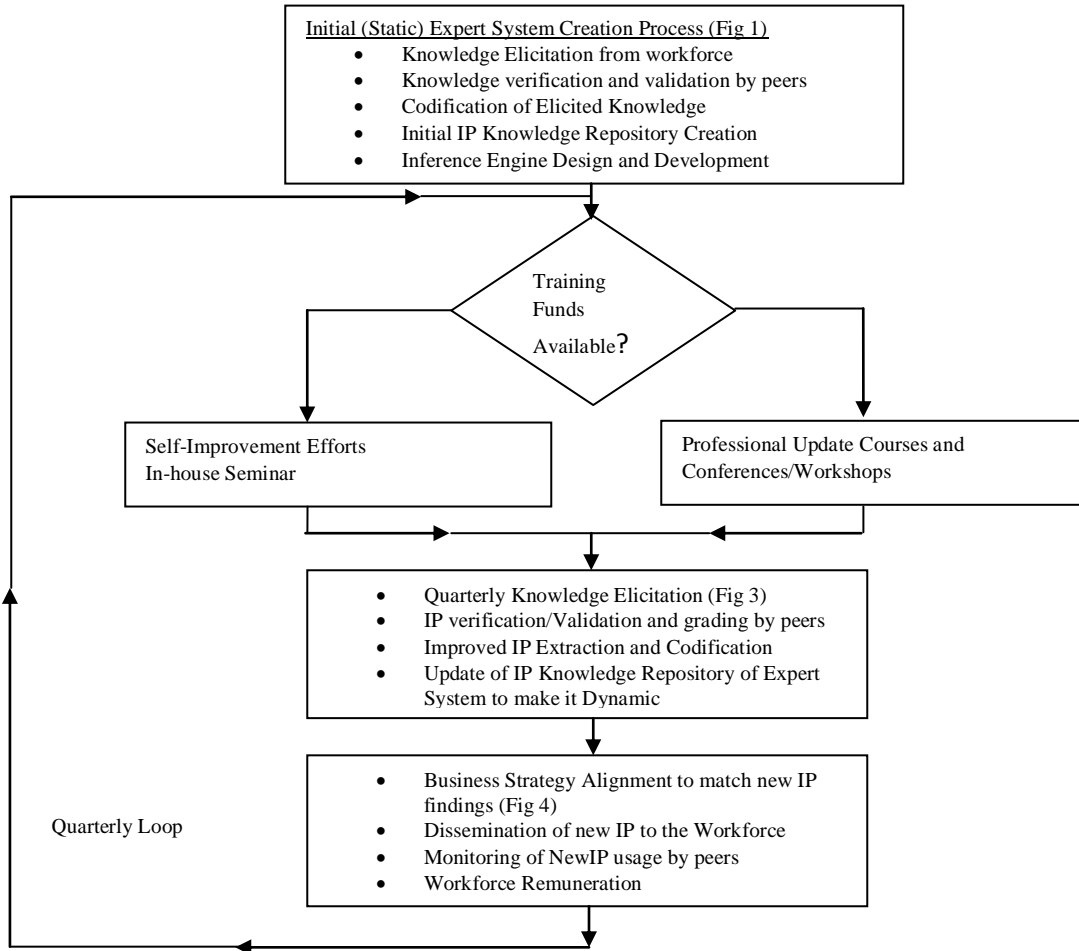 Initial (Static) Expert System Creation Process (Fig 1)
• Knowledge Elicitation from workforce
• Knowledge verification and validation by peers
• Codification of Elicited Knowledge
• Initial IP Knowledge Repository Creation
• Inference Engine Design and Development
Training
Funds
Available?
Self-Improvement Efforts
In-house Seminar
Professional Update Courses and
Conferences/Workshops
• Quarterly Knowledge Elicitation (Fig 3)
• IP verification/Validation and grading by peers
• Improved IP Extraction and Codification
• Update of IP Knowledge Repository of Expert
System to make it Dynamic
• Business Strategy Alignment to match new IP
findings (Fig 4)
• Dissemination of new IP to the Workforce
• Monitoring of NewIP usage by peers
• Workforce Remuneration
Quarterly Loop